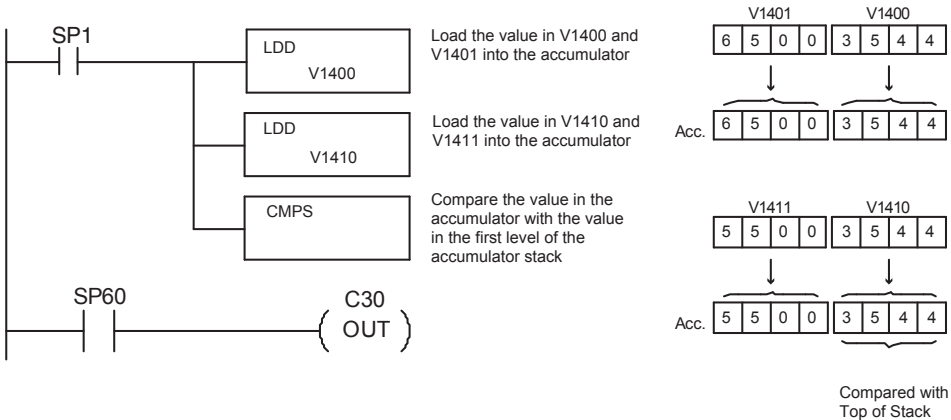 SP1
LDD
V1400
Load the value in V1400 and
V1401 into the accumulator
LDD
V1410
Load the value in V1410 and
V1411 into the accumulator
CMPS
Compare the value in the
accumulator with the value
in the first level of the
accumulator stack
SP60
C30
OUT
V1401 V1400
6 5 0 0 3 5 4 4
Acc. 6 5 0 0 3 5 4 4
V1411 V1410
5 5 0 0 3 5 4 4
Acc. 5 5 0 0 3 5 4 4
Compared with
Top of Stack